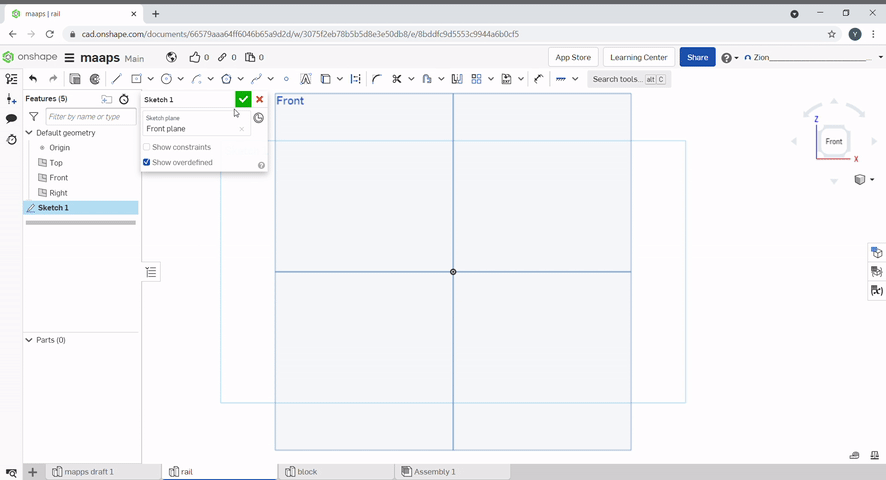 maaps | rail
cad.onshape.com/documents/66579aaa64ff6046b65a9d2d/w/3075f2eb78b5b5d8e3e50db8/e/8bddfc9d5553c9944a6b0cf5
Y
onshape maaps Main 0 0 0 App Store Learning Center Share Zion____
Search tools... alt C
Features (5)
Filter by name or type
Default geometry
Origin
Top
Front
Right
Sketch 1
Parts (0)
Sketch 1
Sketch plane
Front plane
Show constraints
Show overdefined
Front
Z
Front
X
mapps draft 1 rail block Assembly 1